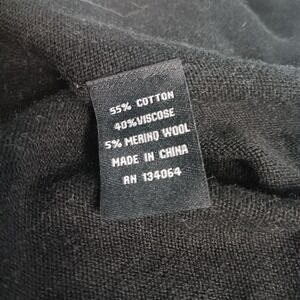 55% COTTON
40% VISCOSE
5% MERINO WOOL
MADE IN CHINA
RN 134064